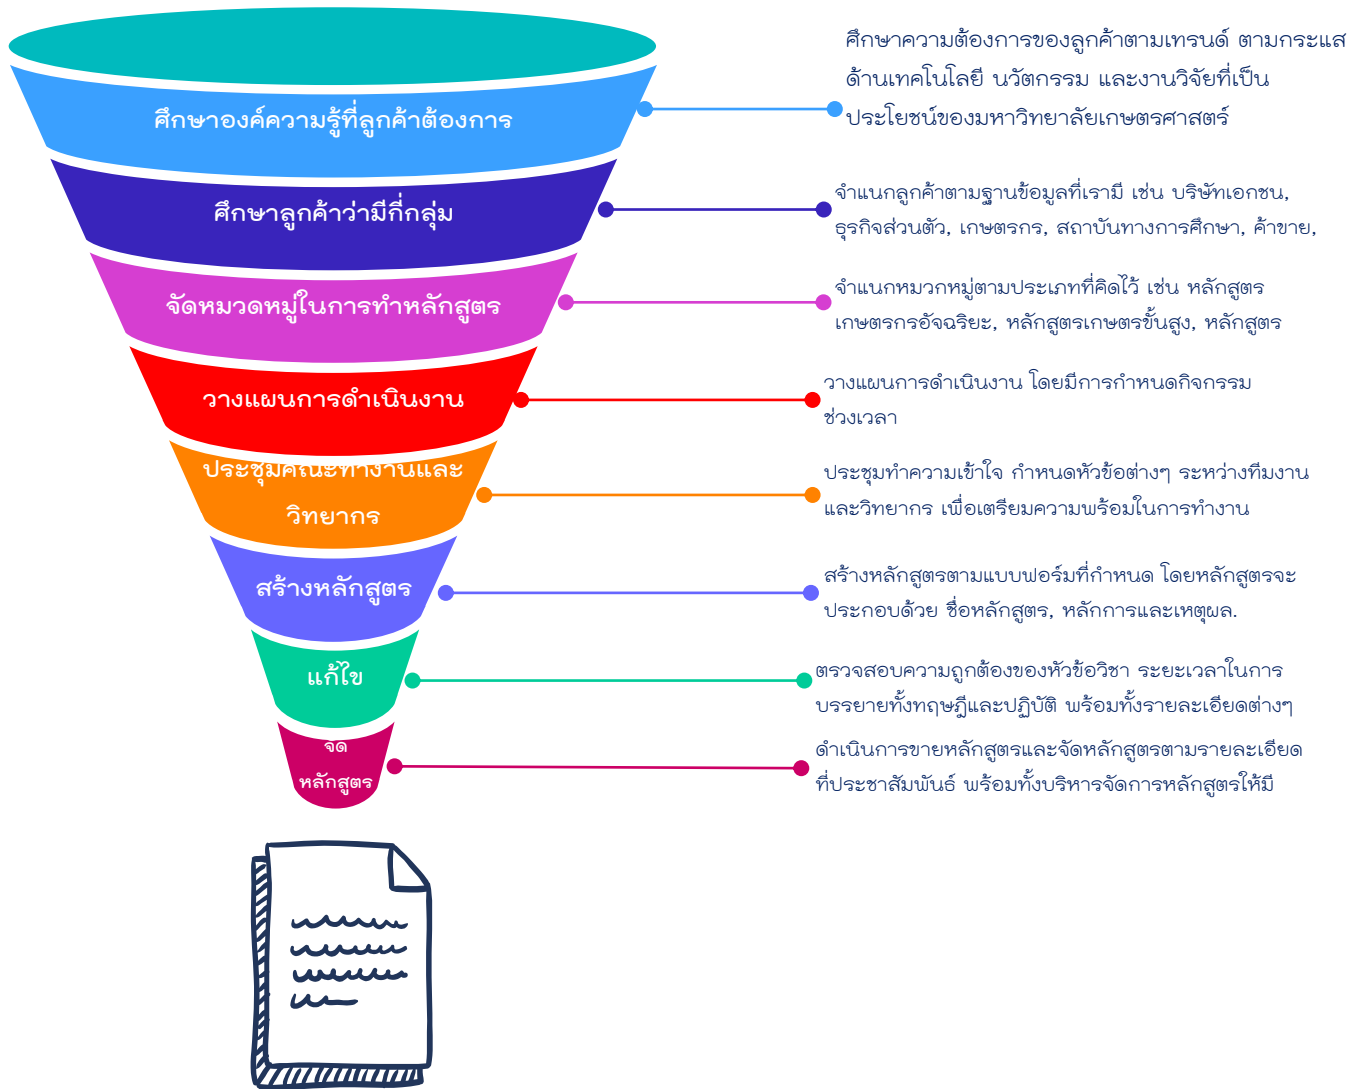 ศึกษาองค์ความรู้ที่ลูกค้าต้องการ
ศึกษาความต้องการของลูกค้าตามเทรนด์ ตามกระแส
ด้านเทคโนโลยี นวัตกรรม และงานวิจัยที่เป็น
ประโยชน์ของมหาวิทยาลัยเกษตรศาสตร์
ศึกษาลูกค้าว่ามีกี่กลุ่ม
จำแนกลูกค้าตามฐานข้อมูลที่เรามี เช่น บริษัทเอกชน,
ธุรกิจส่วนตัว, เกษตรกร, สถาบันทางการศึกษา, ค้าขาย,
จัดหมวดหมู่ในการทำหลักสูตร
จำแนกหมวกหมู่ตามประเภทที่คิดไว้ เช่น หลักสูตร
เกษตรกรอัจฉริยะ, หลักสูตรเกษตรขั้นสูง, หลักสูตร
วางแผนการดำเนินงาน
วางแผนการดำเนินงาน โดยมีการกำหนดกิจกรรม
ช่วงเวลา
ประชุมคณะทำงานและ
วิทยากร
ประชุมทำความเข้าใจ กำหนดหัวข้อต่างๆ ระหว่างทีมงาน
และวิทยากร เพื่อเตรียมความพร้อมในการทำงาน
สร้างหลักสูตร
สร้างหลักสูตรตามแบบฟอร์มที่กำหนด โดยหลักสูตรจะ
ประกอบด้วย ชื่อหลักสูตร, หลักการและเหตุผล.
แก้ไข
ตรวจสอบความถูกต้องของหัวข้อวิชา ระยะเวลาในการ
บรรยายทั้งทฤษฎีและปฏิบัติ พร้อมทั้งรายละเอียดต่างๆ
จัด
หลักสูตร
ดำเนินการขายหลักสูตรและจัดหลักสูตรตามรายละเอียด
ที่ประชาสัมพันธ์ พร้อมทั้งบริหารจัดการหลักสูตรให้มี